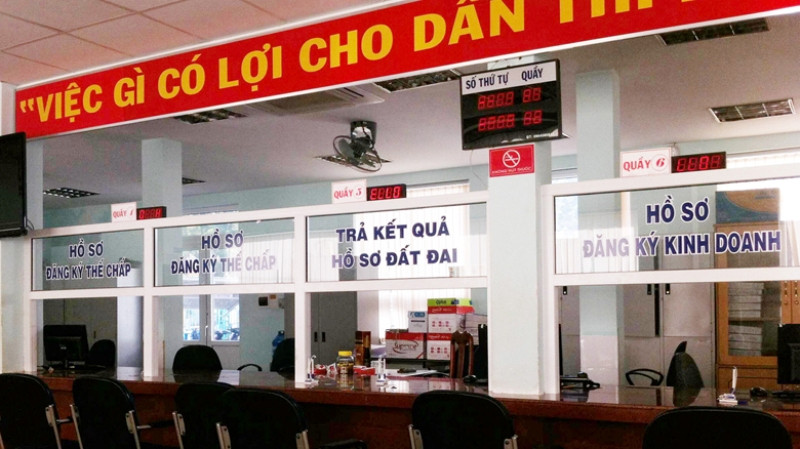 “VIỆC GÌ CÓ LỢI CHO DÂN THÌ
SỐ THỨ TỰ QUẦY
QUẦY 4
QUẦY 5
QUẦY 6
HỒ SƠ
ĐĂNG KÝ THẾ CHẤP
HỒ SƠ
ĐĂNG KÝ THẾ CHẤP
TRẢ KẾT QUẢ
HỒ SƠ ĐẤT ĐAI
HỒ SƠ
ĐĂNG KÝ KINH DOANH